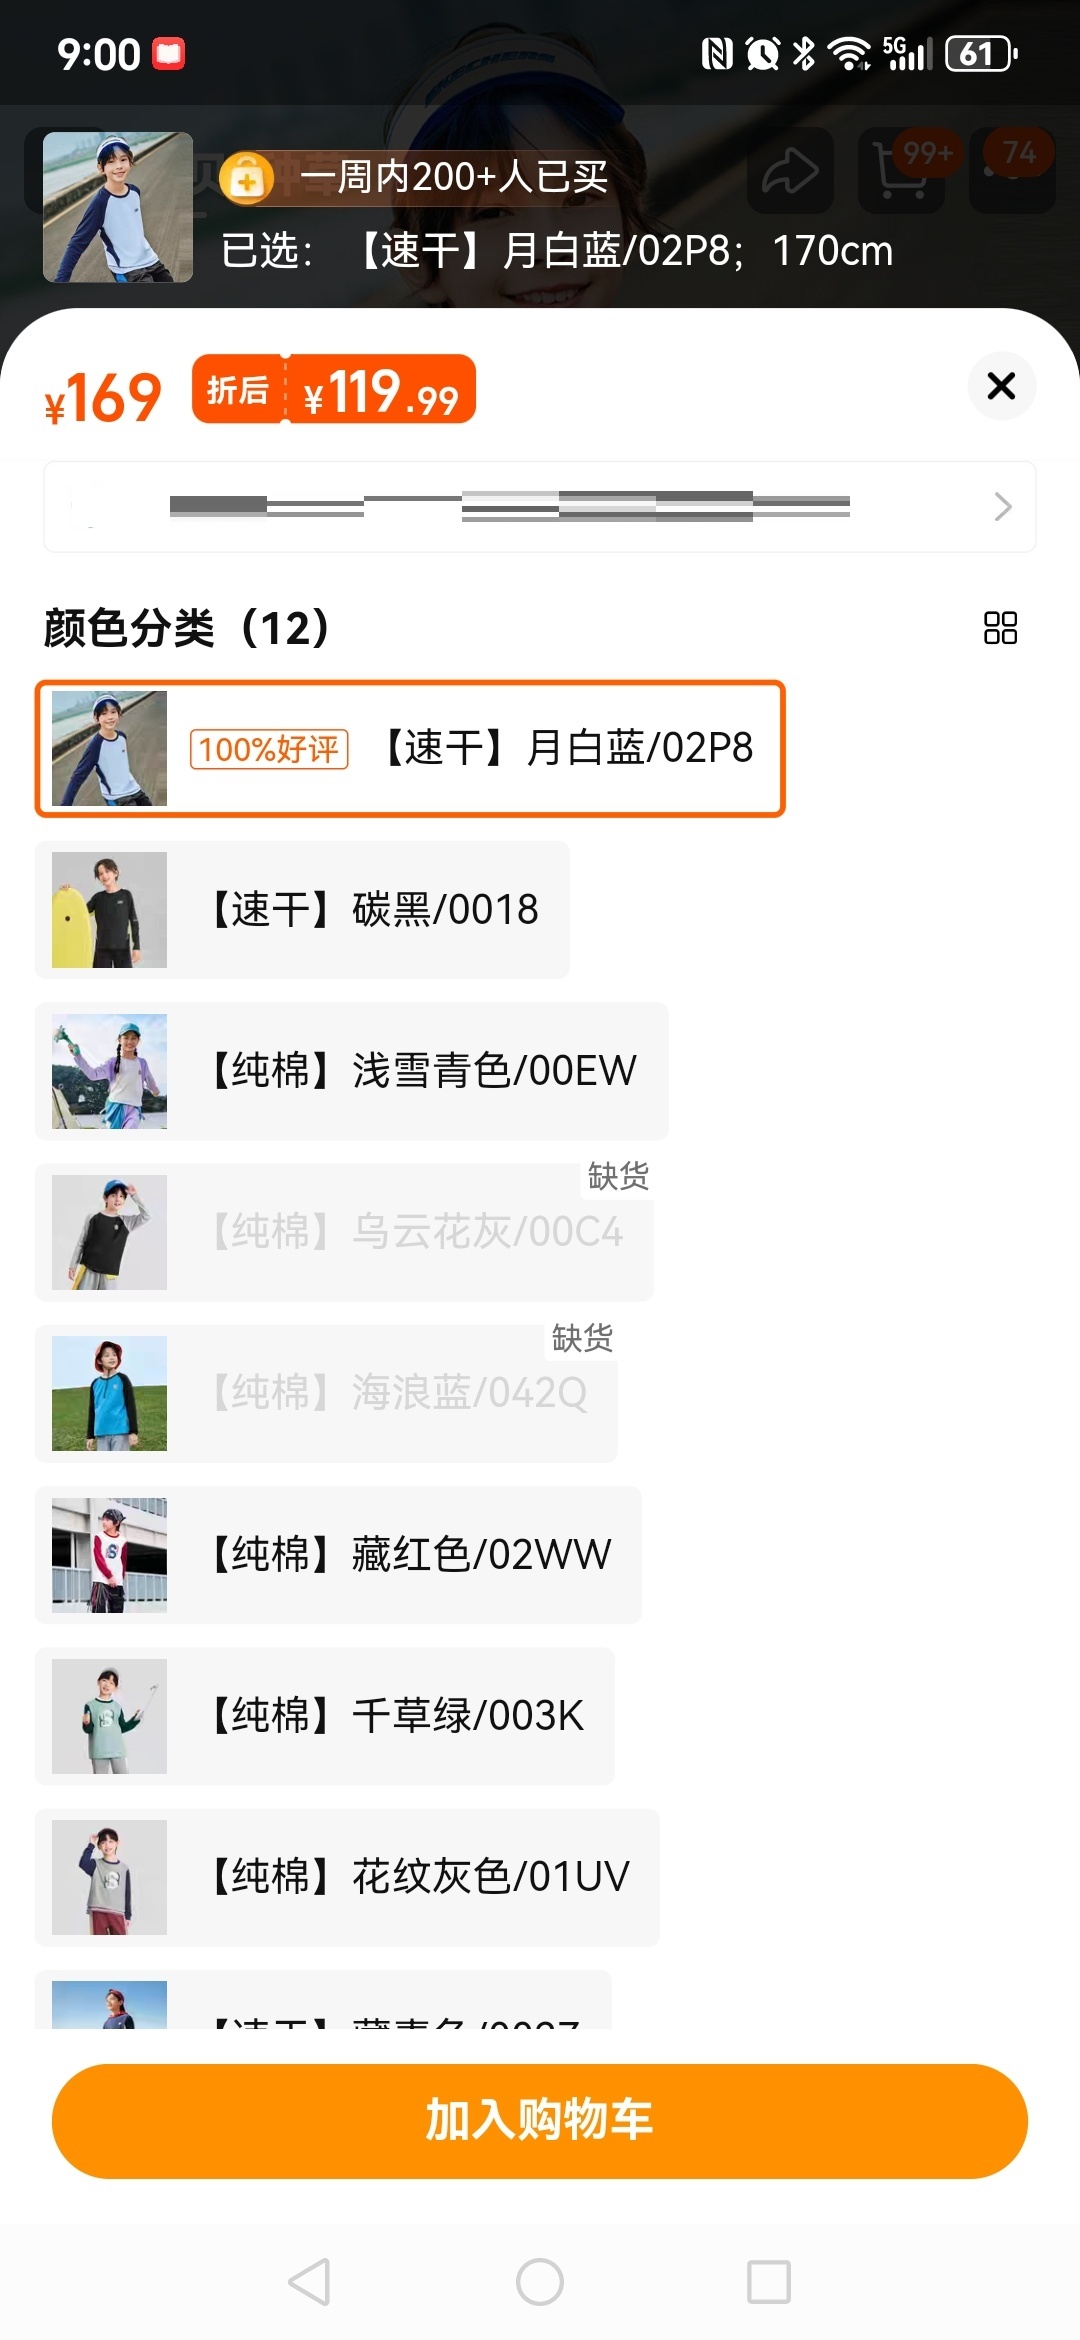 9:00
5G
61
99+
74
一周内200+人已买
已选：【速干】月白蓝/02P8；170cm
¥169 折后 ¥119.99
颜色分类（12）
100%好评 【速干】月白蓝/02P8
【速干】碳黑/0018
【纯棉】浅雪青色/00EW
缺货
【纯棉】乌云花灰/00C4
缺货
【纯棉】海浪蓝/042Q
【纯棉】藏红色/02WW
【纯棉】千草绿/003K
【纯棉】花纹灰色/01UV
加入购物车